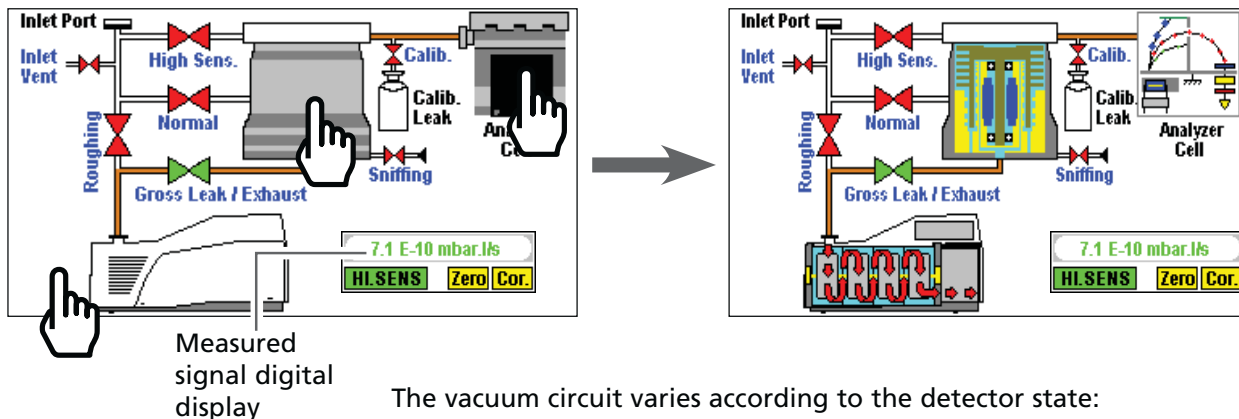 Inlet Port
Inlet
Vent
High Sens.
Calib.
Calib.
Leak
Normal
Roughing
Sniffing
Gross Leak / Exhaust
7.1 E-10 mbar.l/s
HI.SENS Zero Cor.
Measured
signal digital
display
Inlet Port
Inlet
Vent
High Sens.
Calib.
Calib.
Leak
Analyzer
Cell
Normal
Roughing
Sniffing
Gross Leak / Exhaust
7.1 E-10 mbar.l/s
HI.SENS Zero Cor.
The vacuum circuit varies according to the detector state: